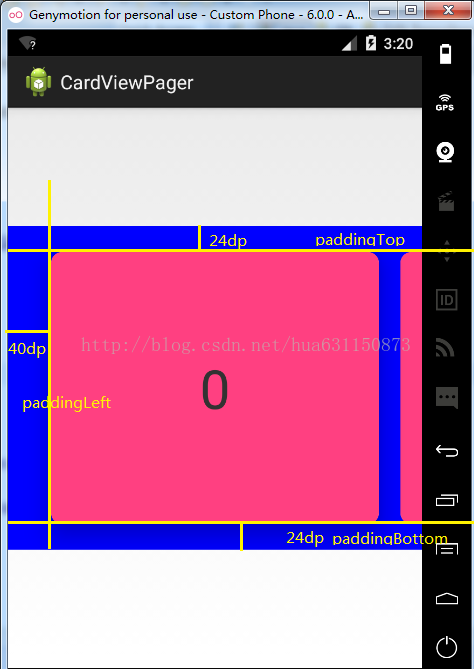 Genymotion for personal use - Custom Phone - 6.0.0 - A...
?
3:20
CardViewPager
GPS
24dp
paddingTop
ID
40dp
http://blog.csdn.net/hua631150873
0
paddingLeft
24dp
paddingBottom